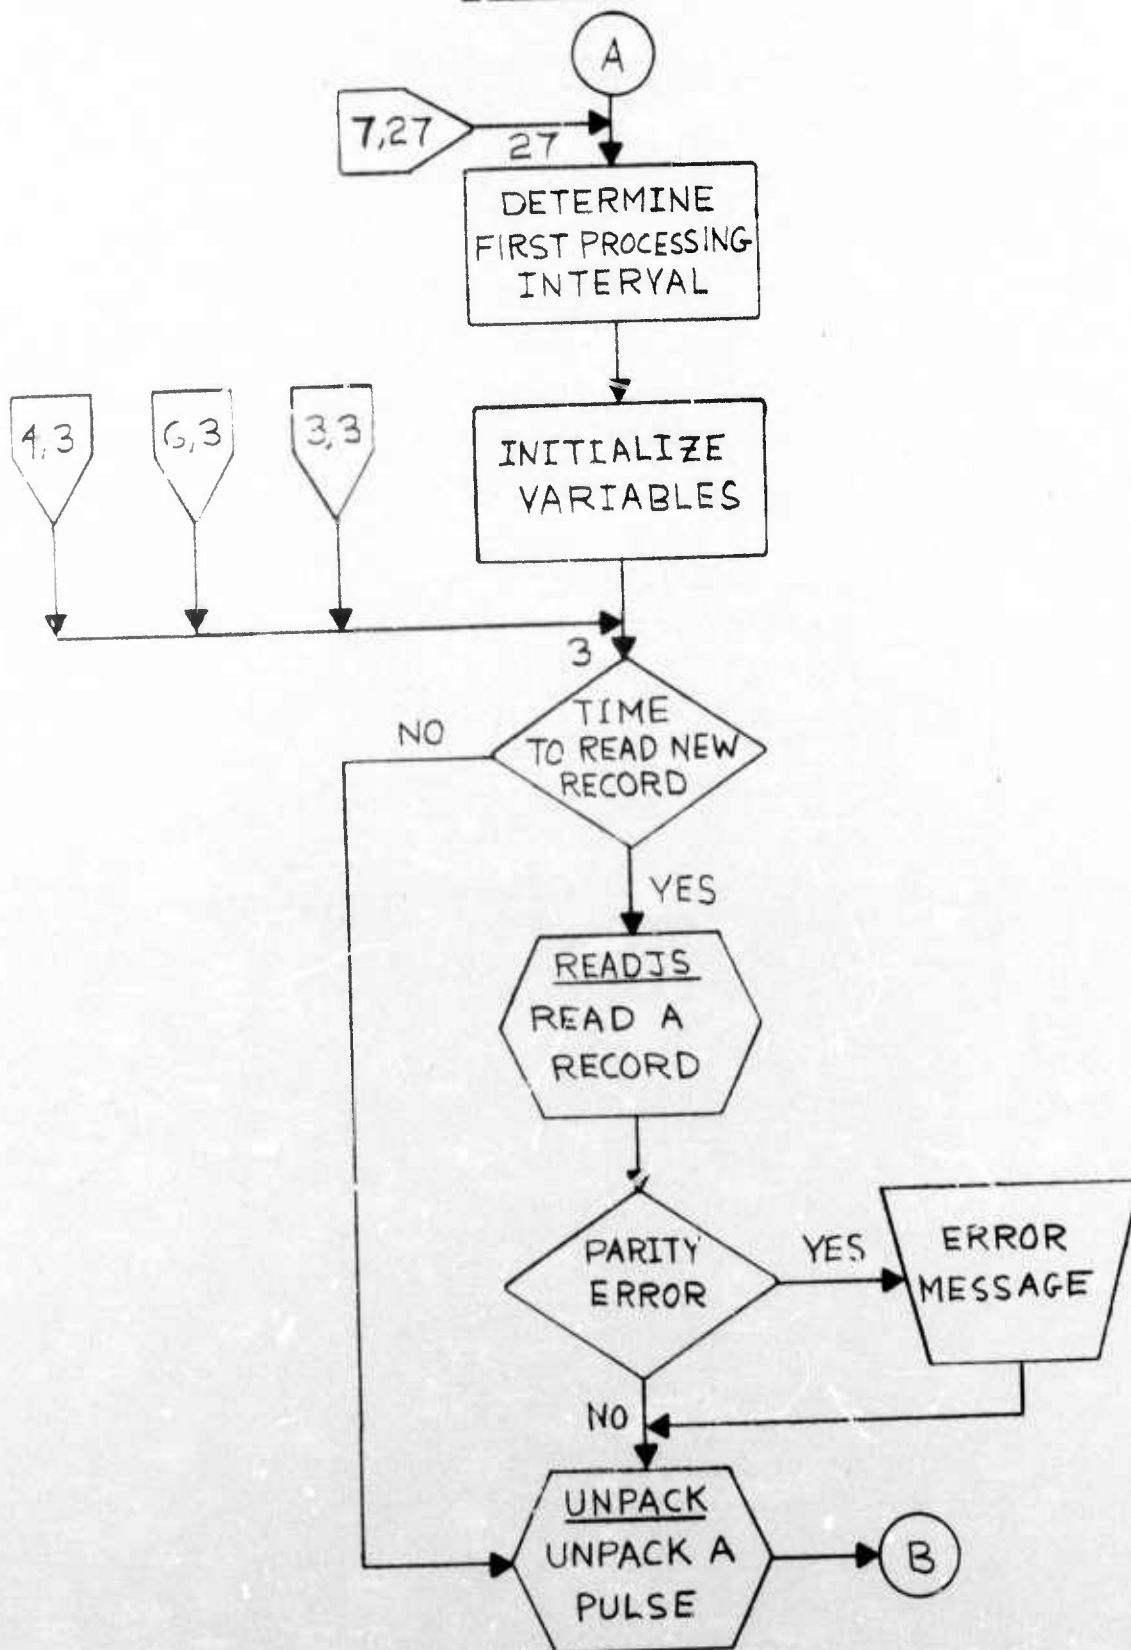 A
7,27
27
DETERMINE
FIRST PROCESSING
INTERVAL
4,3
6,3
3,3
INITIALIZE
VARIABLES
3
TIME
TO READ NEW
RECORD
NO
YES
READJS
READ A
RECORD
PARITY
ERROR
YES
ERROR
MESSAGE
NO
UNPACK
UNPACK A
PULSE
B